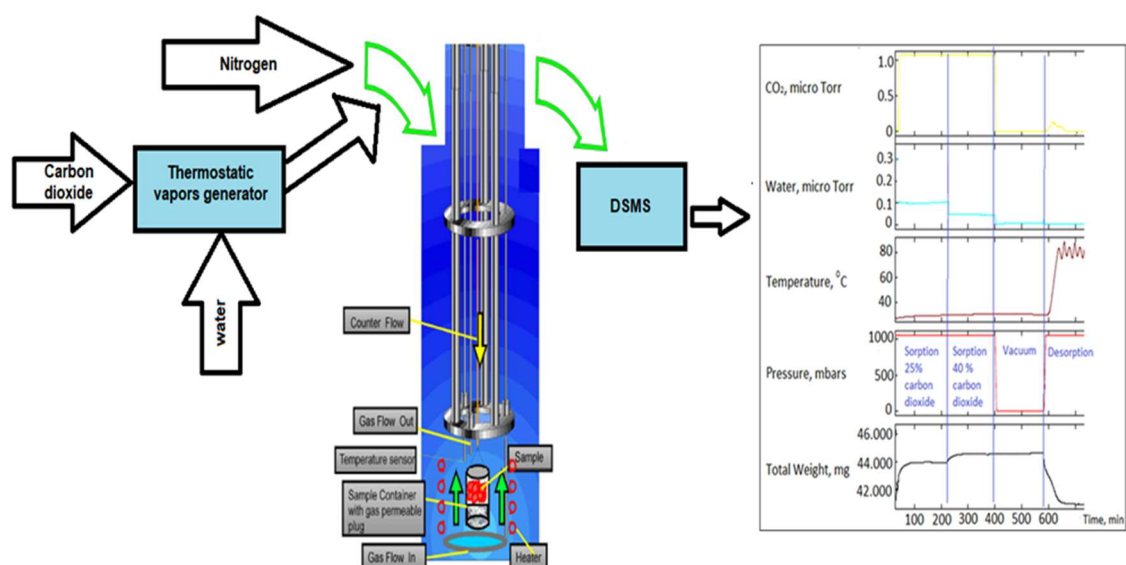 Nitrogen
Carbon
dioxide
Thermostatic
vapors generator
water
Counter Flow
Gas Flow Out
Temperature sensor
Sample
Sample Container
with gas permeable
plug
Gas Flow In
Heater
DSMS
CO₂, micro Torr
1.0
0.5
0
Water, micro Torr
0.3
0.2
0.1
0
Temperature, ⁰C
80
60
40
Pressure, mbars
1000
500
0
Sorption
25%
carbon
dioxide
Sorption
40 %
carbon
dioxide
Vacuum
Desorption
Total Weight, mg
46.000
44.000
42.000
100 200 300 400 500 600
Time, min